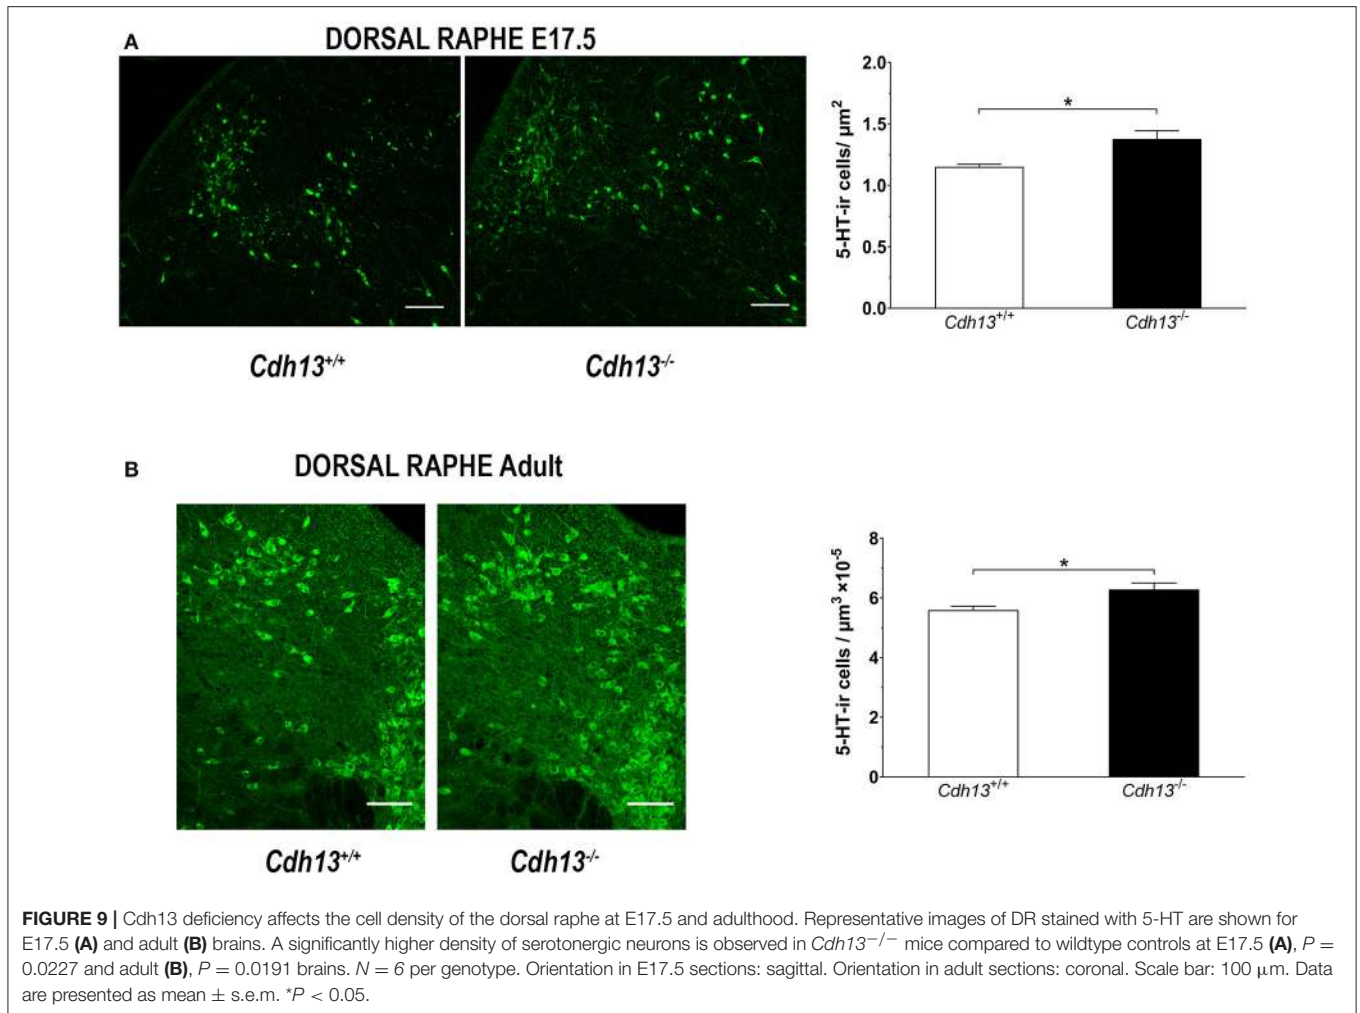 A
DORSAL RAPHE E17.5
Cdh13+/+
Cdh13-/-
5-HT-ir cells/ µm2
2.0
1.5
1.0
0.5
0.0
*
Cdh13+/+
Cdh13-/-
B
DORSAL RAPHE Adult
Cdh13+/+
Cdh13-/-
5-HT-ir cells / µm3 ×10-5
8
6
4
2
0
*
Cdh13+/+
Cdh13-/-
FIGURE 9 | Cdh13 deficiency affects the cell density of the dorsal raphe at E17.5 and adulthood. Representative images of DR stained with 5-HT are shown for
E17.5 (A) and adult (B) brains. A significantly higher density of serotonergic neurons is observed in Cdh13−/− mice compared to wildtype controls at E17.5 (A), P =
0.0227 and adult (B), P = 0.0191 brains. N = 6 per genotype. Orientation in E17.5 sections: sagittal. Orientation in adult sections: coronal. Scale bar: 100 µm. Data
are presented as mean ± s.e.m. *P < 0.05.